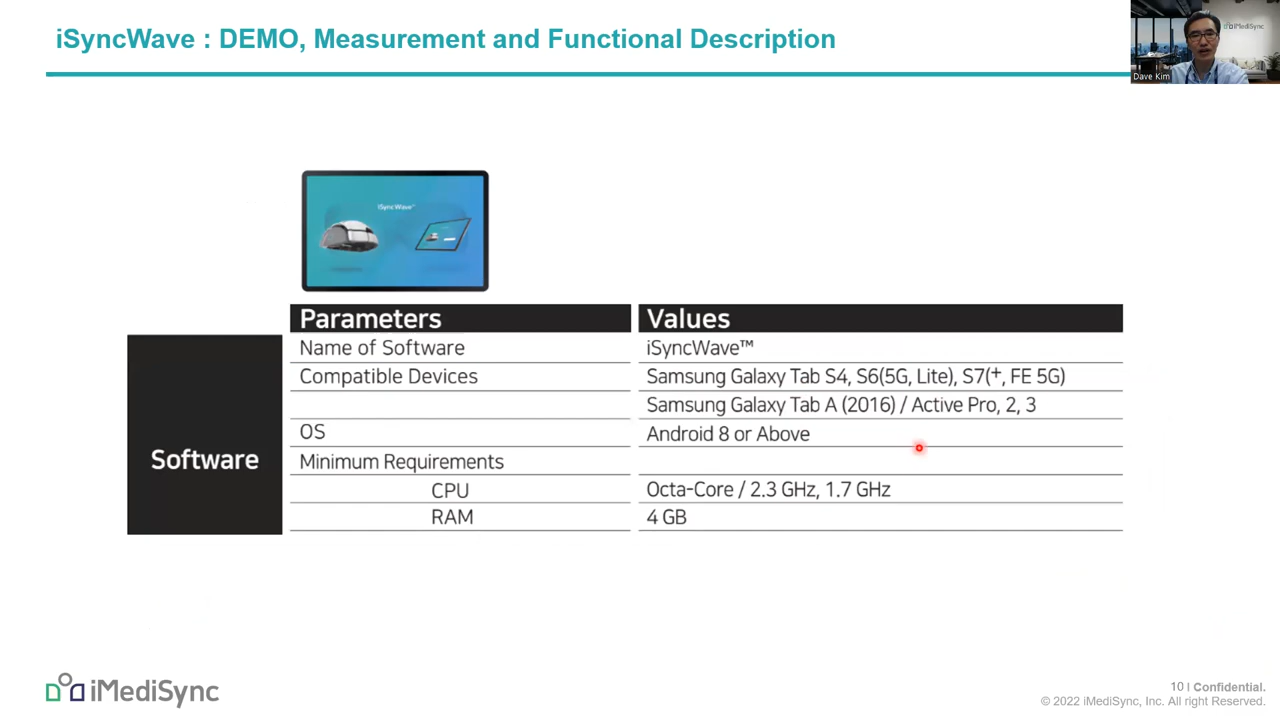 iSyncWave : DEMO, Measurement and Functional Description
iMediSync
Dave Kim
iSyncWave™
Parameters Values
Name of Software iSyncWave™
Compatible Devices Samsung Galaxy Tab S4, S6(5G, Lite), S7(+, FE 5G)
Samsung Galaxy Tab A (2016) / Active Pro, 2, 3
OS Android 8 or Above
Software
Minimum Requirements
CPU Octa-Core / 2.3 GHz, 1.7 GHz
RAM 4 GB
iMediSync
10 | Confidential.
© 2022 iMediSync, Inc. All right Reserved.